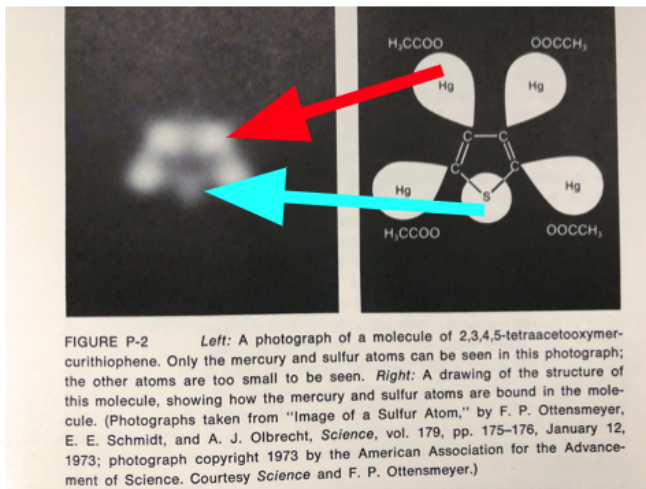 H₃CCOO OOCCH₃
Hg Hg
C C
C C
Hg S Hg
H₃CCOO OOCCH₃
FIGURE P-2 Left: A photograph of a molecule of 2,3,4,5-tetraacetooxymer-
curithiophene. Only the mercury and sulfur atoms can be seen in this photograph;
the other atoms are too small to be seen. Right: A drawing of the structure of
this molecule, showing how the mercury and sulfur atoms are bound in the mole-
cule. (Photographs taken from "Image of a Sulfur Atom," by F. P. Ottensmeyer,
E. E. Schmidt, and A. J. Olbrecht, Science, vol. 179, pp. 175–176, January 12,
1973; photograph copyright 1973 by the American Association for the Advance-
ment of Science. Courtesy Science and F. P. Ottensmeyer.)